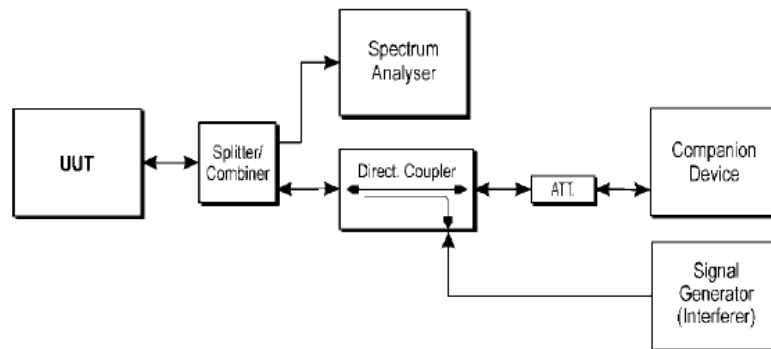 Spectrum
Analyser
UUT
Splitter/
Combiner
Direct. Coupler
ATT.
Companion
Device
Signal
Generator
(Interferer)